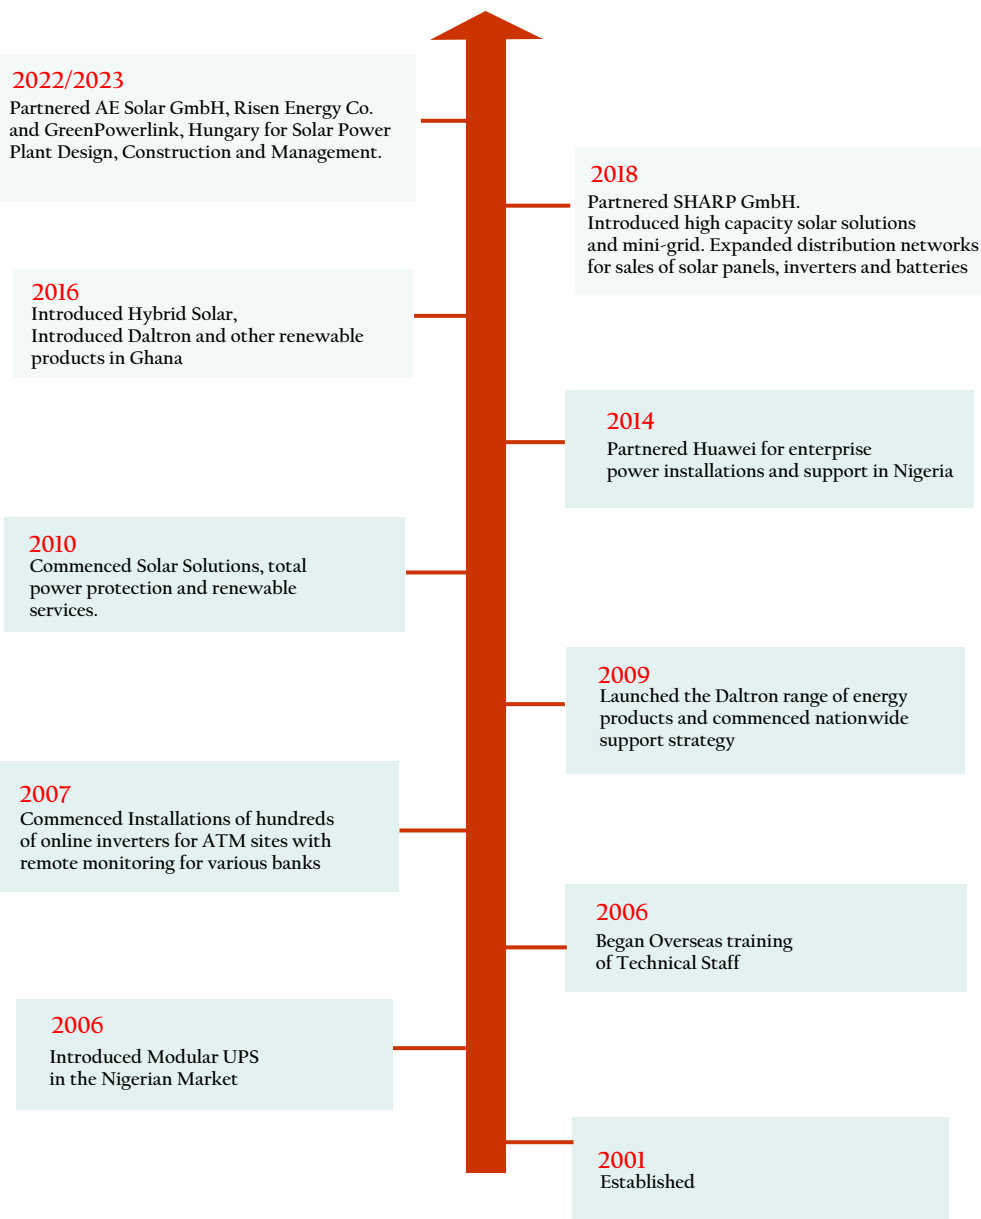 2022/2023
Partnered AE Solar GmbH, Risen Energy Co.
and GreenPowerlink, Hungary for Solar Power
Plant Design, Construction and Management.
2018
Partnered SHARP GmbH.
Introduced high capacity solar solutions
and mini-grid. Expanded distribution networks
for sales of solar panels, inverters and batteries
2016
Introduced Hybrid Solar,
Introduced Daltron and other renewable
products in Ghana
2014
Partnered Huawei for enterprise
power installations and support in Nigeria
2010
Commenced Solar Solutions, total
power protection and renewable
services.
2009
Launched the Daltron range of energy
products and commenced nationwide
support strategy
2007
Commenced Installations of hundreds
of online inverters for ATM sites with
remote monitoring for various banks
2006
Began Overseas training
of Technical Staff
2006
Introduced Modular UPS
in the Nigerian Market
2001
Established